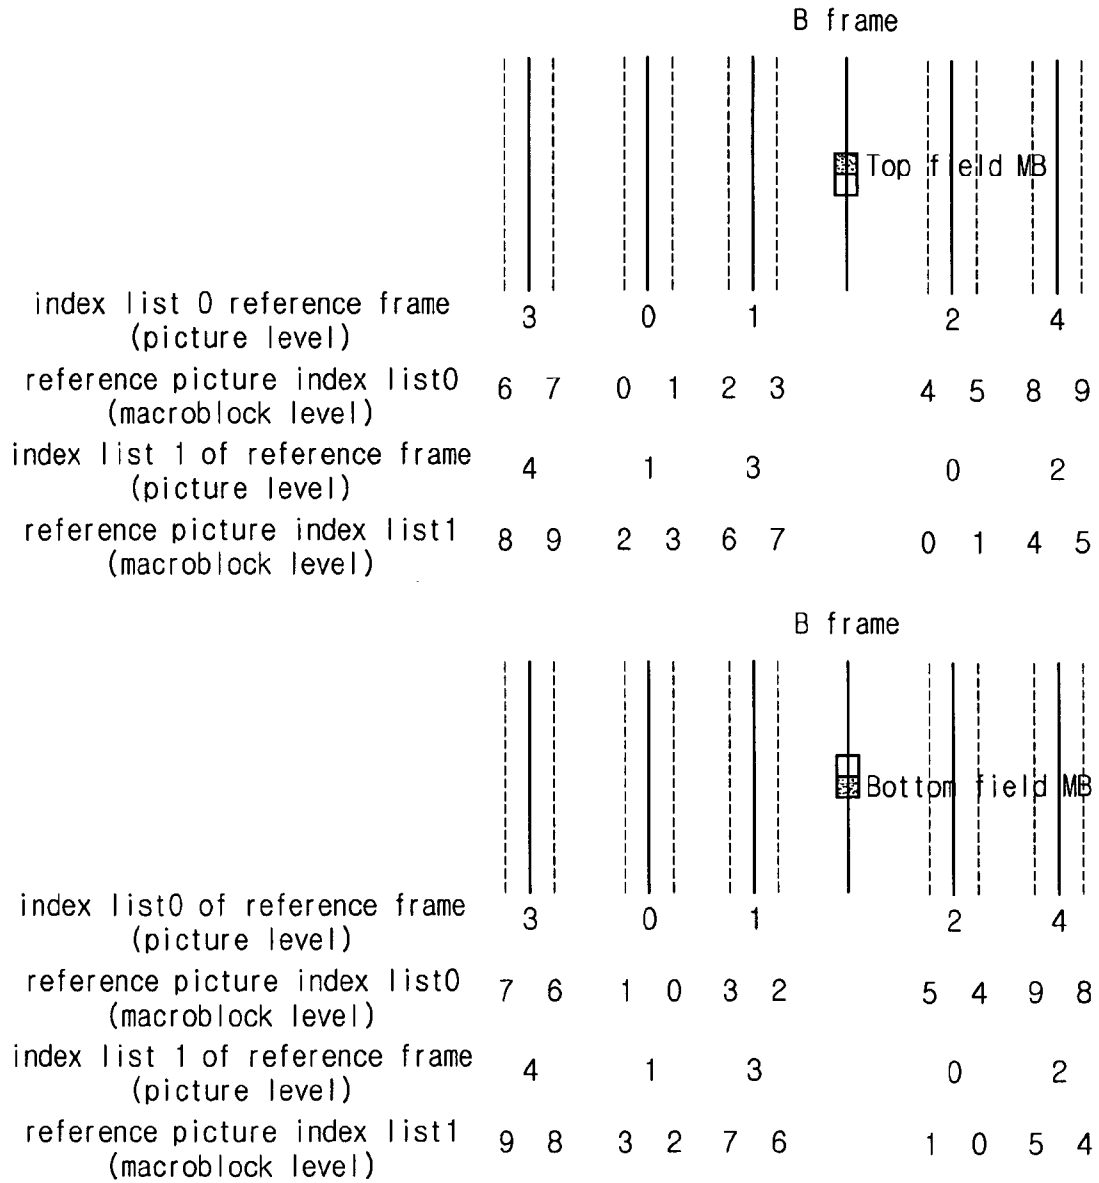 B frame
Top field MB
index list 0 reference frame
(picture level)
3 0 1 2 4
reference picture index list0
(macroblock level)
6 7 0 1 2 3 4 5 8 9
index list 1 of reference frame
(picture level)
4 1 3 0 2
reference picture index list1
(macroblock level)
8 9 2 3 6 7 0 1 4 5
B frame
Bottom field MB
index list0 of reference frame
(picture level)
3 0 1 2 4
reference picture index list0
(macroblock level)
7 6 1 0 3 2 5 4 9 8
index list 1 of reference frame
(picture level)
4 1 3 0 2
reference picture index list1
(macroblock level)
9 8 3 2 7 6 1 0 5 4